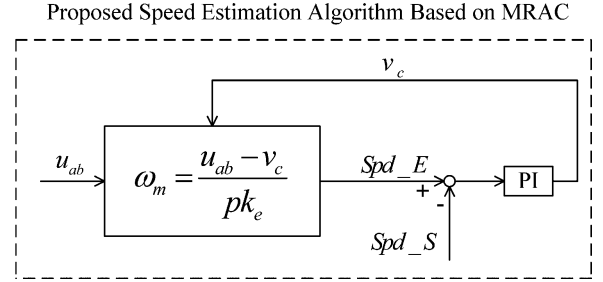 Proposed Speed Estimation Algorithm Based on MRAC
v_c
u_ab
ω_m = (u_ab − v_c) / (pk_e)
Spd_E
+
-
PI
Spd_S